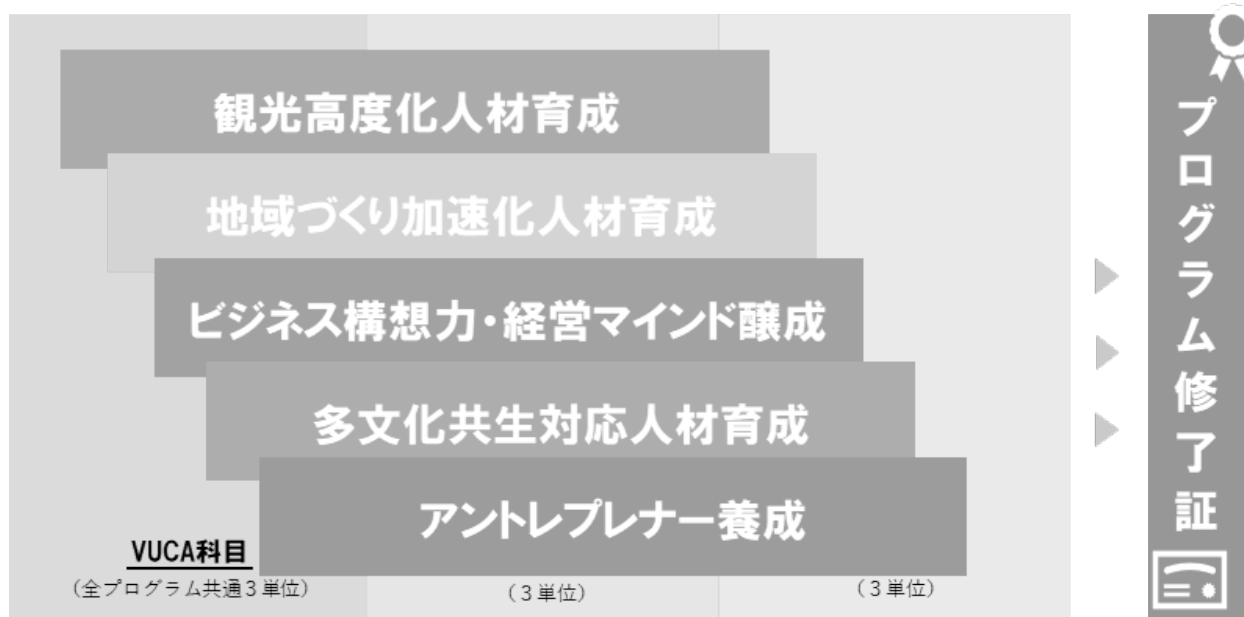 観光高度化人材育成
地域づくり加速化人材育成
ビジネス構想力・経営マインド醸成
多文化共生対応人材育成
アントレプレナー養成
VUCA科目
（全プログラム共通３単位）
（３単位）
（３単位）
プログラム修了証